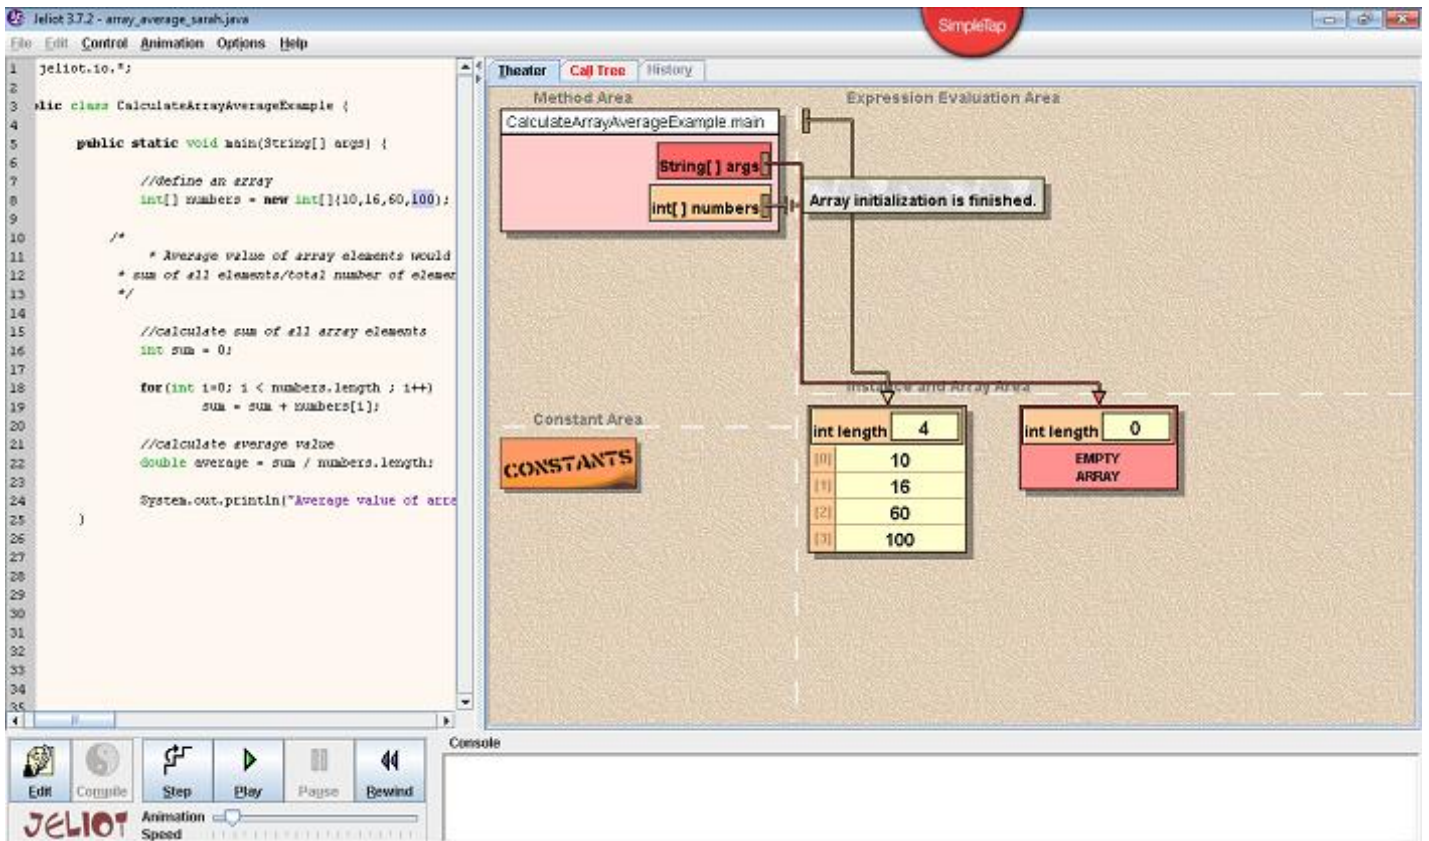 Jeliot 3.7.2 - array_average_sarah.java
SimpleTap
File Edit Control Animation Options Help
1 jeliot.io.*;
2
3 blic class CalculateArrayAverageExample {
4
5 public static void main(String[] args) {
6
7 //define an array
8 int[] numbers = new int[]{10,16,60,100};
9
10 /*
11 * Average value of array elements would
12 * sum of all elements/total number of elemen
13 */
14
15 //calculate sum of all array elements
16 int sum = 0;
17
18 for(int i=0; i < numbers.length ; i++)
19 sum = sum + numbers[i];
20
21 //calculate average value
22 double average = sum / numbers.length;
23
24 System.out.println("Average value of arra
25 }
26
27
28
29
30
31
32
33
34
35
Theater Call Tree History
Method Area
Expression Evaluation Area
CalculateArrayAverageExample.main
String[ ] args
int[ ] numbers
Array initialization is finished.
Instance and Array Area
Constant Area
CONSTANTS
int length 4
[0] 10
[1] 16
[2] 60
[3] 100
int length 0
EMPTY
ARRAY
Edit Compile Step Play Pause Rewind
JELIOT
Animation
Speed
Console